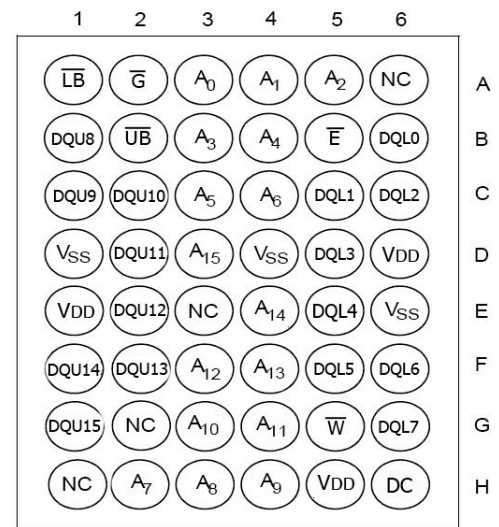 1 2 3 4 5 6
L̅B̅ G̅ A₀ A₁ A₂ NC A
DQU8 U̅B̅ A₃ A₄ E̅ DQL0 B
DQU9 DQU10 A₅ A₆ DQL1 DQL2 C
VSS DQU11 A₁₅ VSS DQL3 VDD D
VDD DQU12 NC A₁₄ DQL4 VSS E
DQU14 DQU13 A₁₂ A₁₃ DQL5 DQL6 F
DQU15 NC A₁₀ A₁₁ W̅ DQL7 G
NC A₇ A₈ A₉ VDD DC H